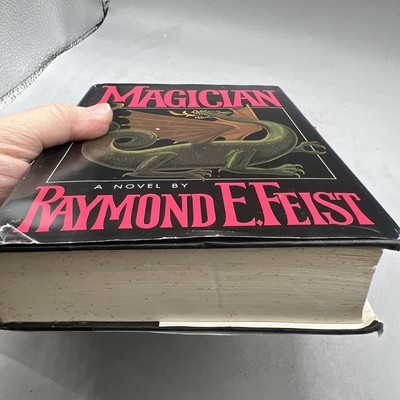 MAGICIAN
A NOVEL BY
RAYMOND E. FEIST